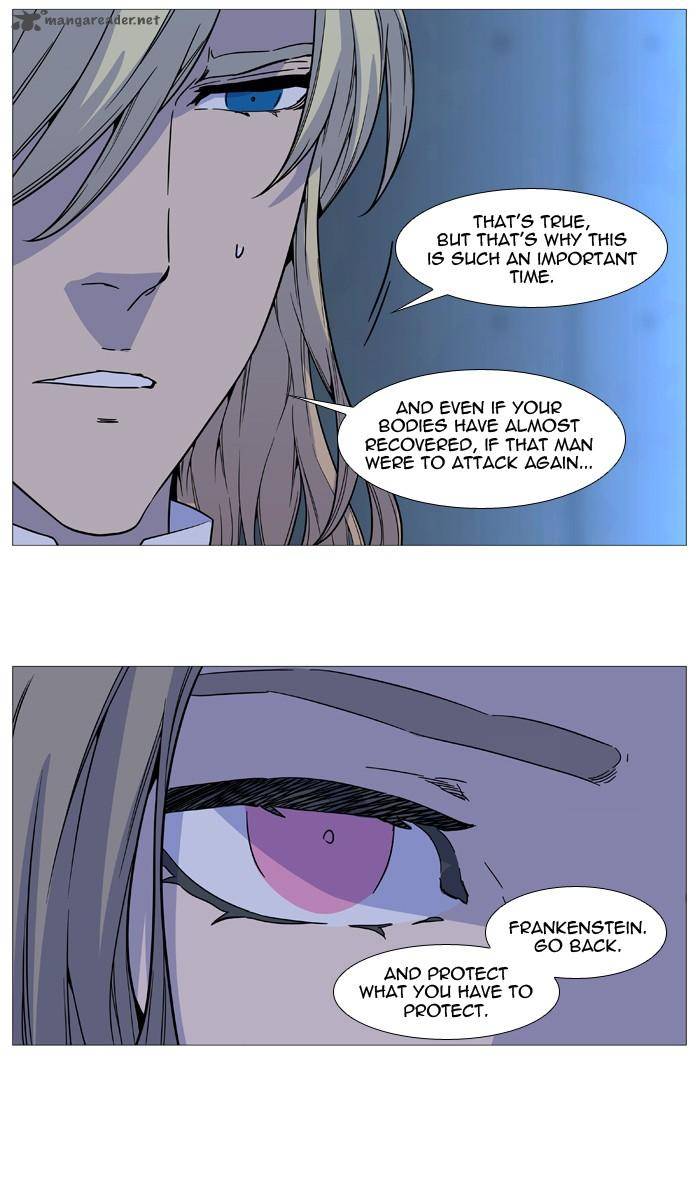 mangareader.net
THAT'S TRUE,
BUT THAT'S WHY THIS
IS SUCH AN IMPORTANT
TIME.
AND EVEN IF YOUR
BODIES HAVE ALMOST
RECOVERED, IF THAT MAN
WERE TO ATTACK AGAIN...
FRANKENSTEIN.
GO BACK.
AND PROTECT
WHAT YOU HAVE TO
PROTECT.